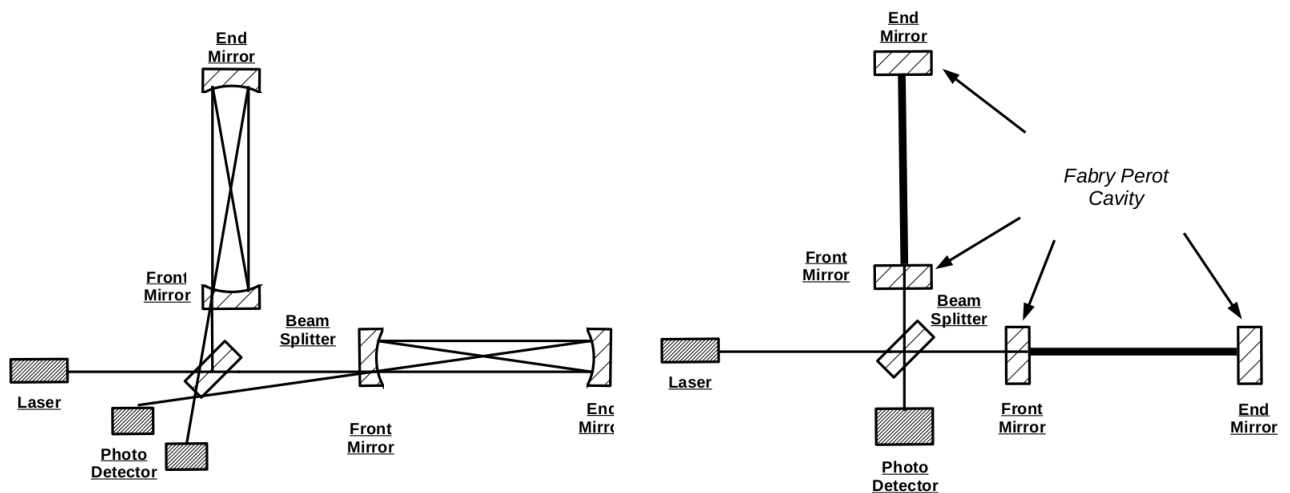 End
Mirror
Front
Mirror
Beam
Splitter
Laser
Photo
Detector
Front
Mirror
End
Mirro
End
Mirror
Fabry Perot
Cavity
Front
Mirror
Beam
Splitter
Laser
Photo
Detector
Front
Mirror
End
Mirror